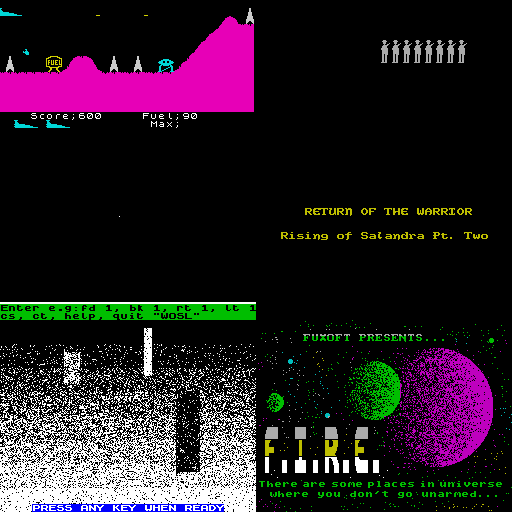 FUEL
Score;600 Fuel;90
Max;
RETURN OF THE WARRIOR
Rising of Salandra Pt. Two
Enter e.g:fd 1, bk 1, rt 1, lt 1
cs, ct, help, quit "WOSL"
PRESS ANY KEY WHEN READY
FUXOFT PRESENTS...
FIRE
There are some places in universe
where you don't go unarmed...